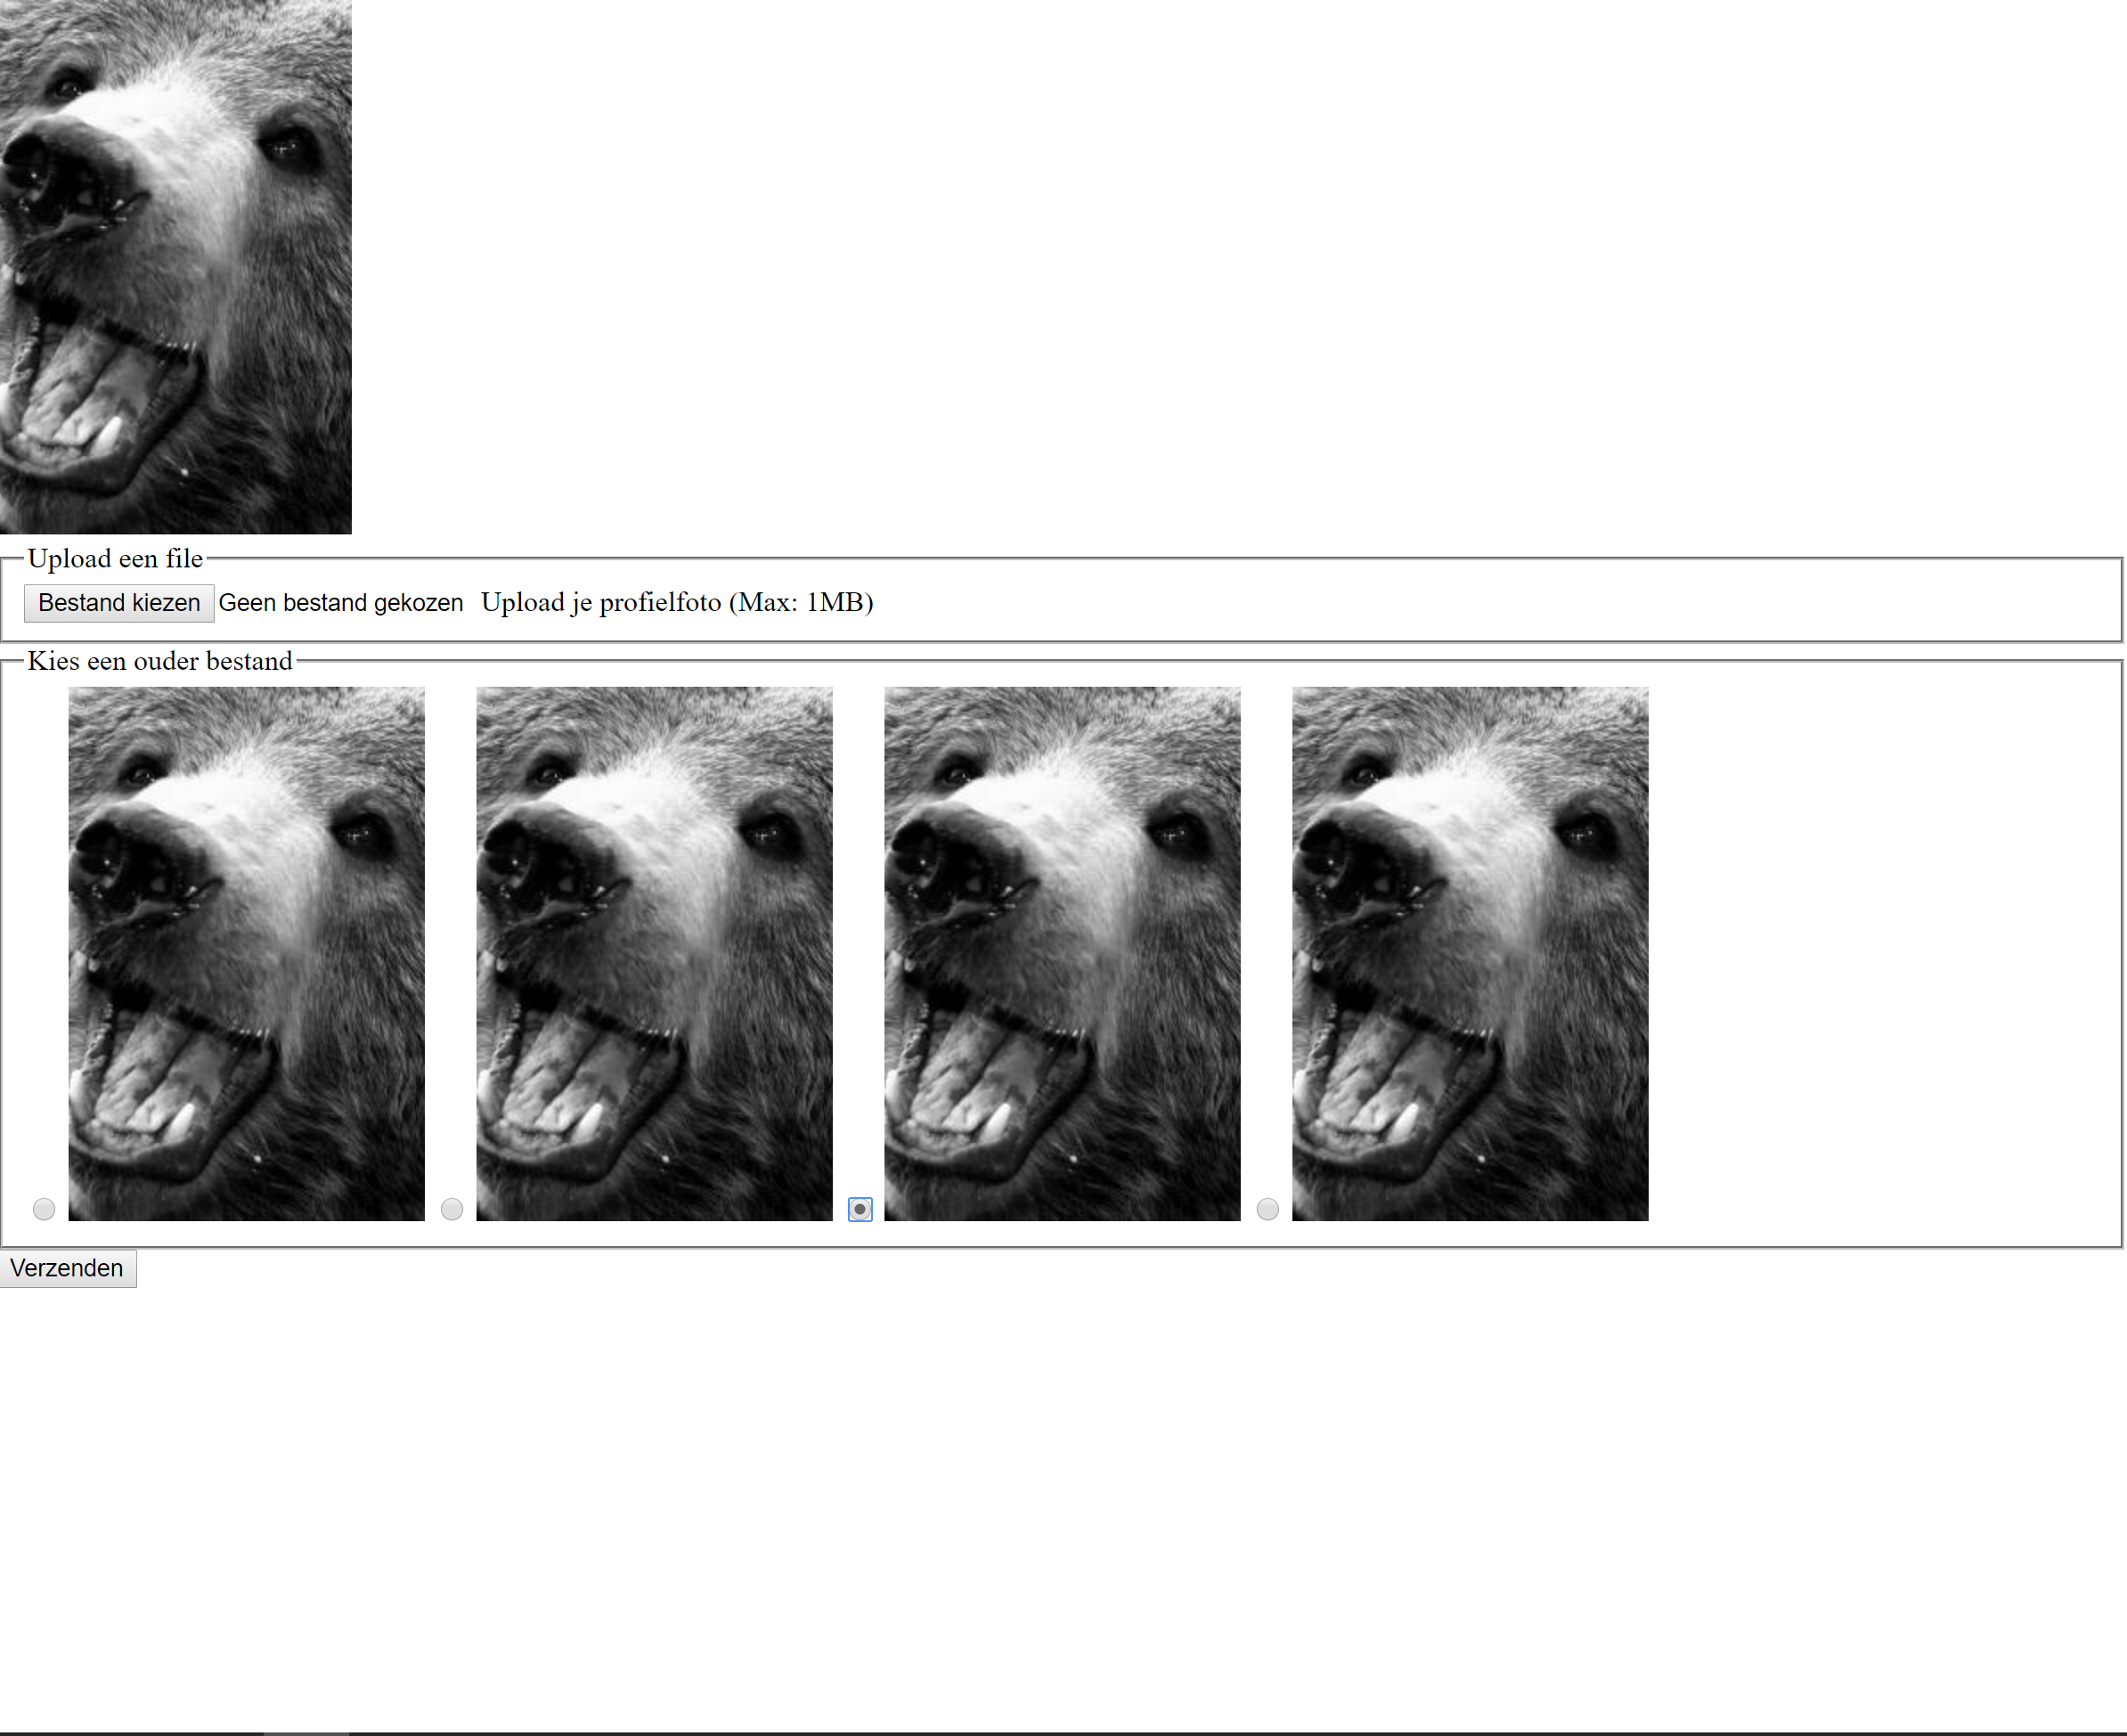 Upload een file
Bestand kiezen Geen bestand gekozen Upload je profielfoto (Max: 1MB)
Kies een ouder bestand
Verzenden